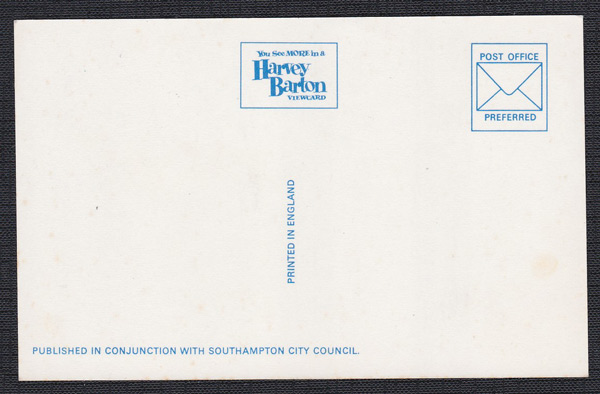 You See MORE in a
Harvey
Barton
VIEWCARD
POST OFFICE
PREFERRED
PRINTED IN ENGLAND
PUBLISHED IN CONJUNCTION WITH SOUTHAMPTON CITY COUNCIL.